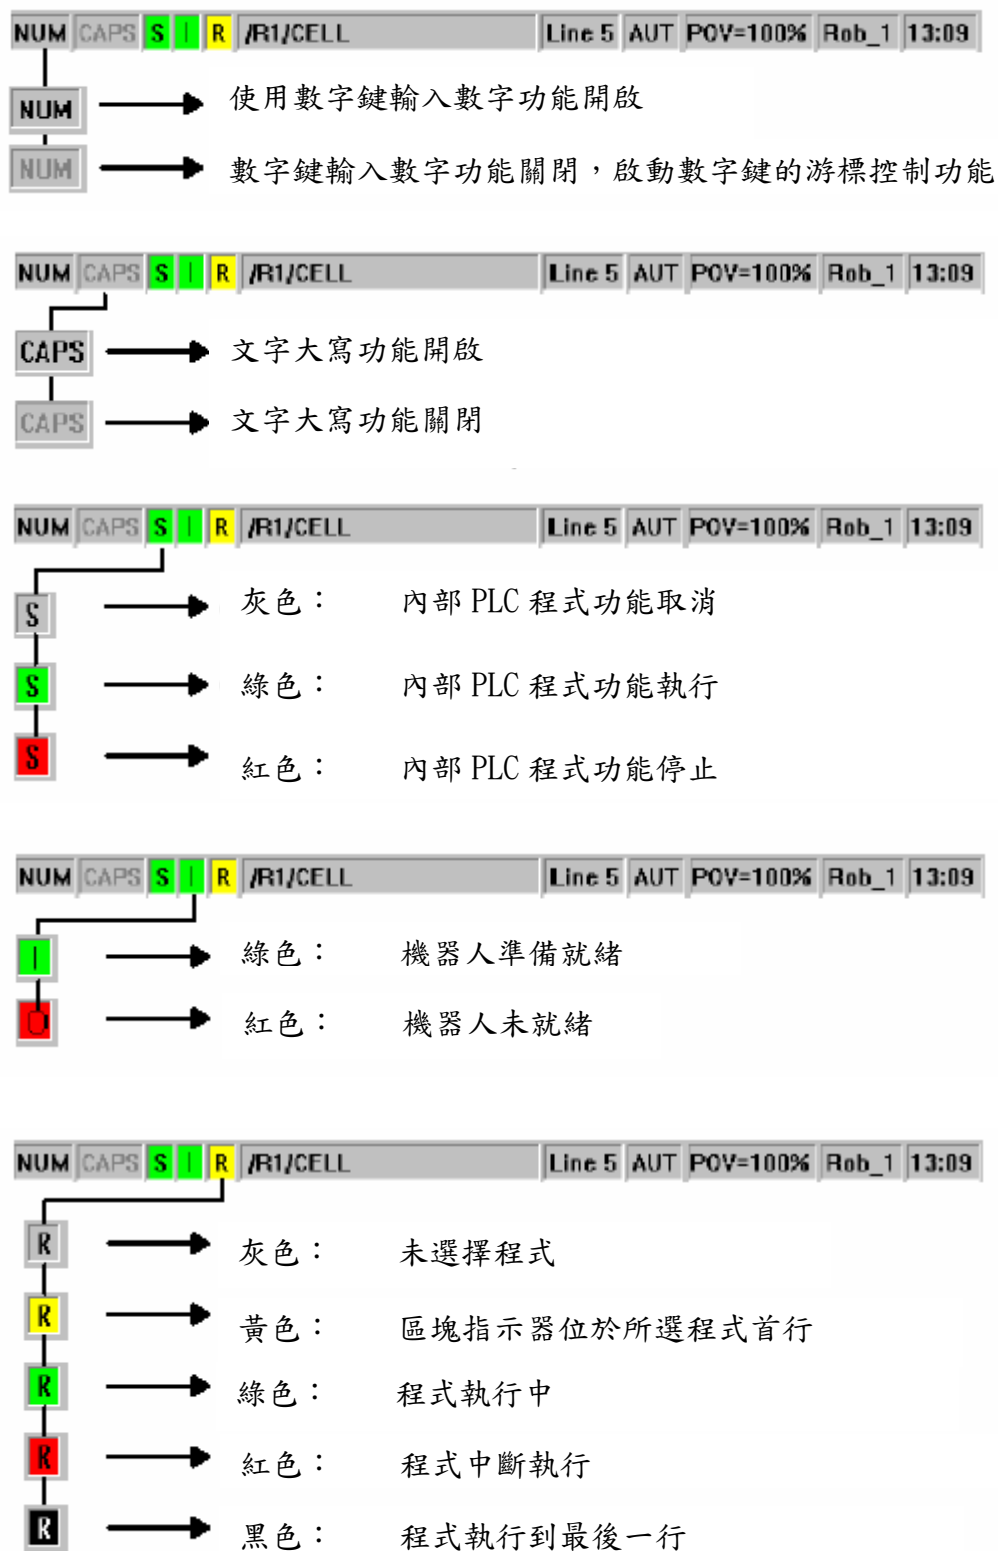 NUM CAPS S I R /R1/CELL Line 5 AUT POV=100% Rob_1 13:09
NUM 使用數字鍵輸入數字功能開啟
NUM 數字鍵輸入數字功能關閉，啟動數字鍵的游標控制功能
NUM CAPS S I R /R1/CELL Line 5 AUT POV=100% Rob_1 13:09
CAPS 文字大寫功能開啟
CAPS 文字大寫功能關閉
NUM CAPS S I R /R1/CELL Line 5 AUT POV=100% Rob_1 13:09
S 灰色： 內部 PLC 程式功能取消
S 綠色： 內部 PLC 程式功能執行
S 紅色： 內部 PLC 程式功能停止
NUM CAPS S I R /R1/CELL Line 5 AUT POV=100% Rob_1 13:09
I 綠色： 機器人準備就緒
O 紅色： 機器人未就緒
NUM CAPS S I R /R1/CELL Line 5 AUT POV=100% Rob_1 13:09
R 灰色： 未選擇程式
R 黃色： 區塊指示器位於所選程式首行
R 綠色： 程式執行中
R 紅色： 程式中斷執行
R 黑色： 程式執行到最後一行